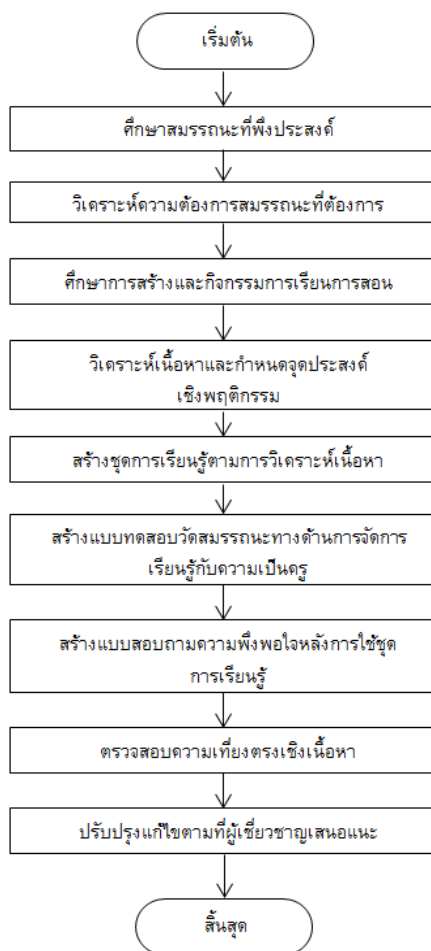 เริ่มต้น
ศึกษาสมรรถนะที่พึงประสงค์
วิเคราะห์ความต้องการสมรรถนะที่ต้องการ
ศึกษาการสร้างและกิจกรรมการเรียนการสอน
วิเคราะห์เนื้อหาและกำหนดจุดประสงค์
เชิงพฤติกรรม
สร้างชุดการเรียนรู้ตามการวิเคราะห์เนื้อหา
สร้างแบบทดสอบวัดสมรรถนะทางด้านการจัดการ
เรียนรู้กับความเป็นครู
สร้างแบบสอบถามความพึงพอใจหลังการใช้ชุด
การเรียนรู้
ตรวจสอบความเที่ยงตรงเชิงเนื้อหา
ปรับปรุงแก้ไขตามที่ผู้เชี่ยวชาญเสนอแนะ
สิ้นสุด